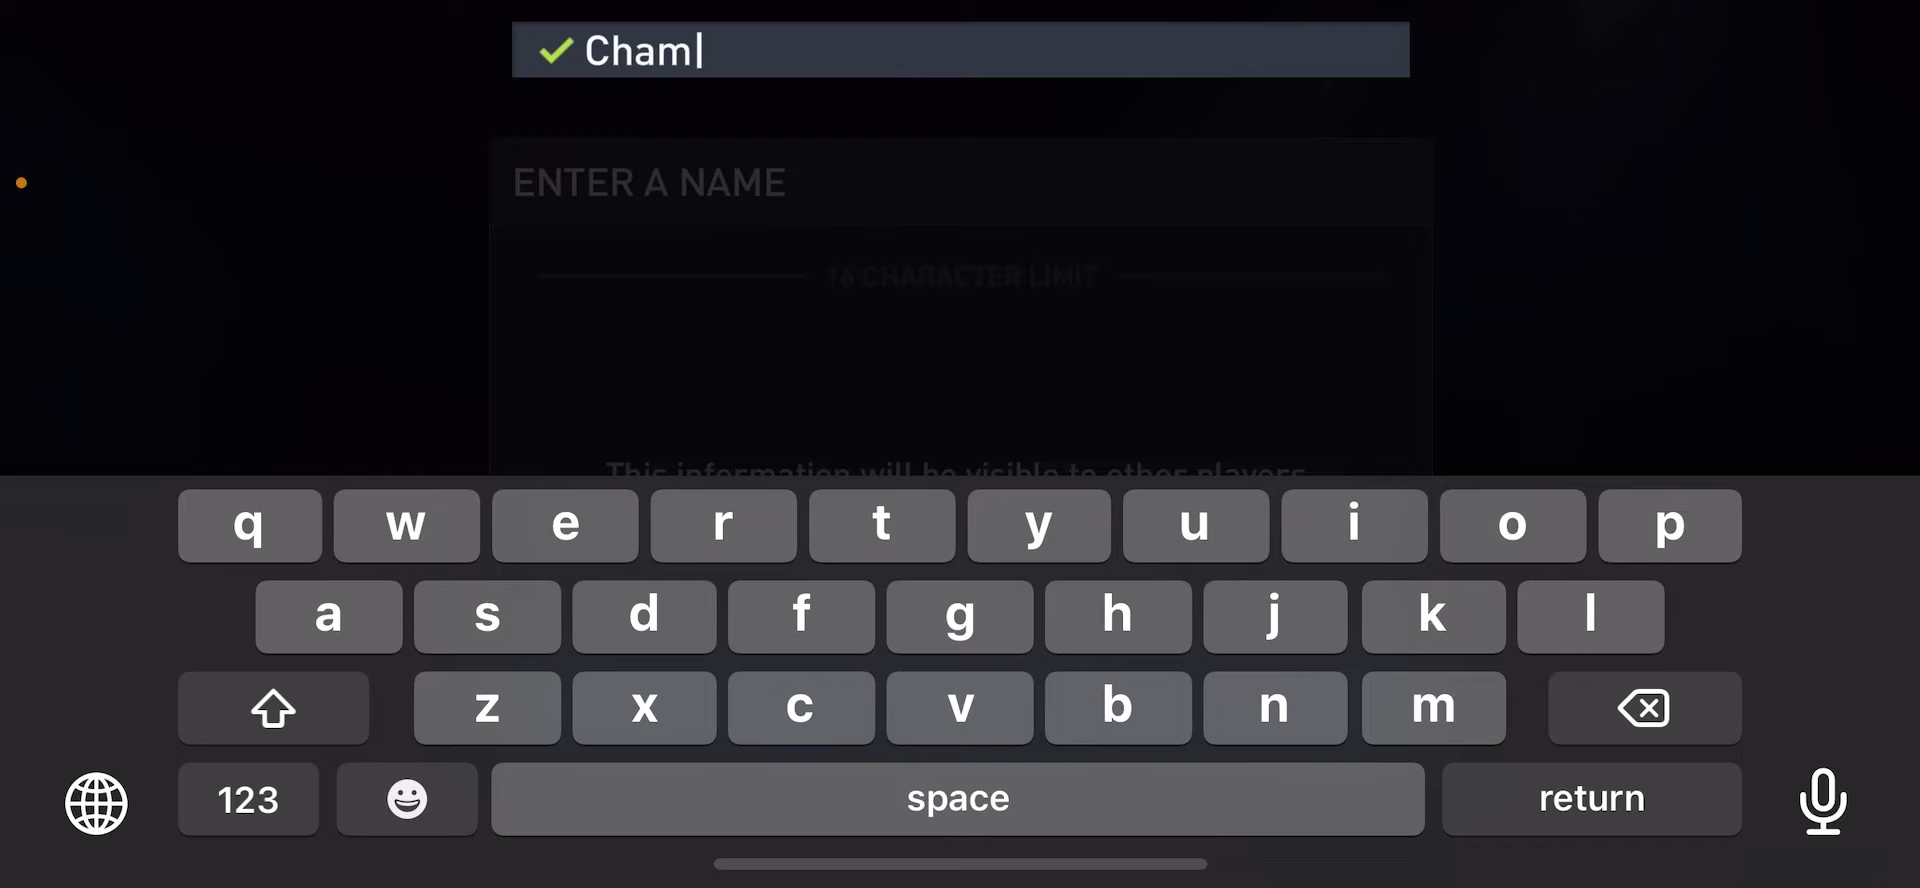 Cham
ENTER A NAME
16 CHARACTER LIMIT
This information will be visible to other players
q w e r t y u i o p
a s d f g h j k l
z x c v b n m
123 space return